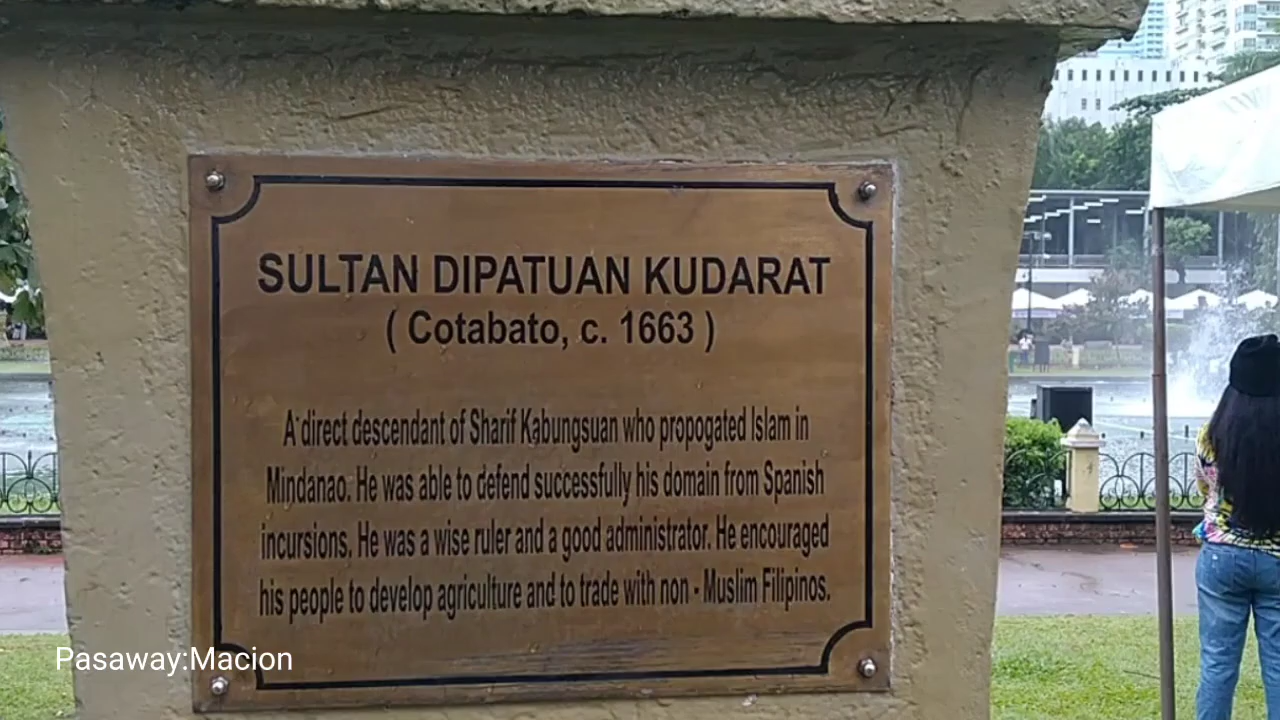 SULTAN DIPATUAN KUDARAT
( Cotabato, c. 1663 )
A direct descendant of Sharif Kabungsuan who propogated Islam in
Mindanao. He was able to defend successfully his domain from Spanish
incursions. He was a wise ruler and a good administrator. He encouraged
his people to develop agriculture and to trade with non - Muslim Filipinos.
Pasaway:Macion